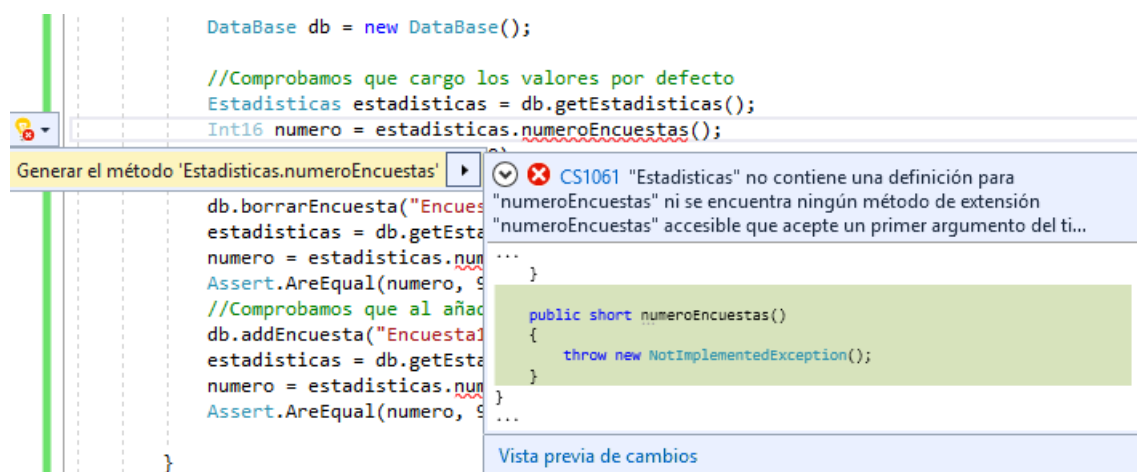 DataBase db = new DataBase();
//Comprobamos que cargo los valores por defecto
Estadisticas estadisticas = db.getEstadisticas();
Int16 numero = estadisticas.numeroEncuestas();
Generar el método 'Estadisticas.numeroEncuestas'
db.borrarEncuesta("Encues
estadisticas = db.getEsta
numero = estadisticas.num
Assert.AreEqual(numero, 9
//Comprobamos que al añad
db.addEncuesta("Encuesta1
estadisticas = db.getEsta
numero = estadisticas.num
Assert.AreEqual(numero, 9
}
CS1061 "Estadisticas" no contiene una definición para
"numeroEncuestas" ni se encuentra ningún método de extensión
"numeroEncuestas" accesible que acepte un primer argumento del ti...
...
}
public short numeroEncuestas()
{
throw new NotImplementedException();
}
}
...
Vista previa de cambios